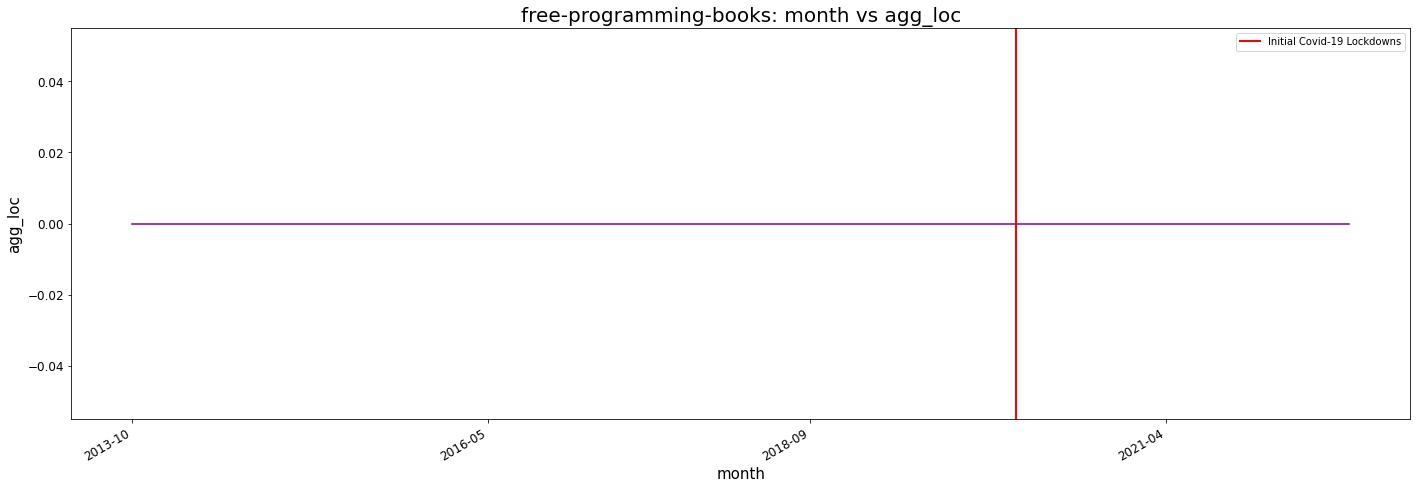 free-programming-books: month vs agg_loc
Initial Covid-19 Lockdowns
0.04
0.02
0.00
−0.02
−0.04
agg_loc
2013-10
2016-05
2018-09
2021-04
month